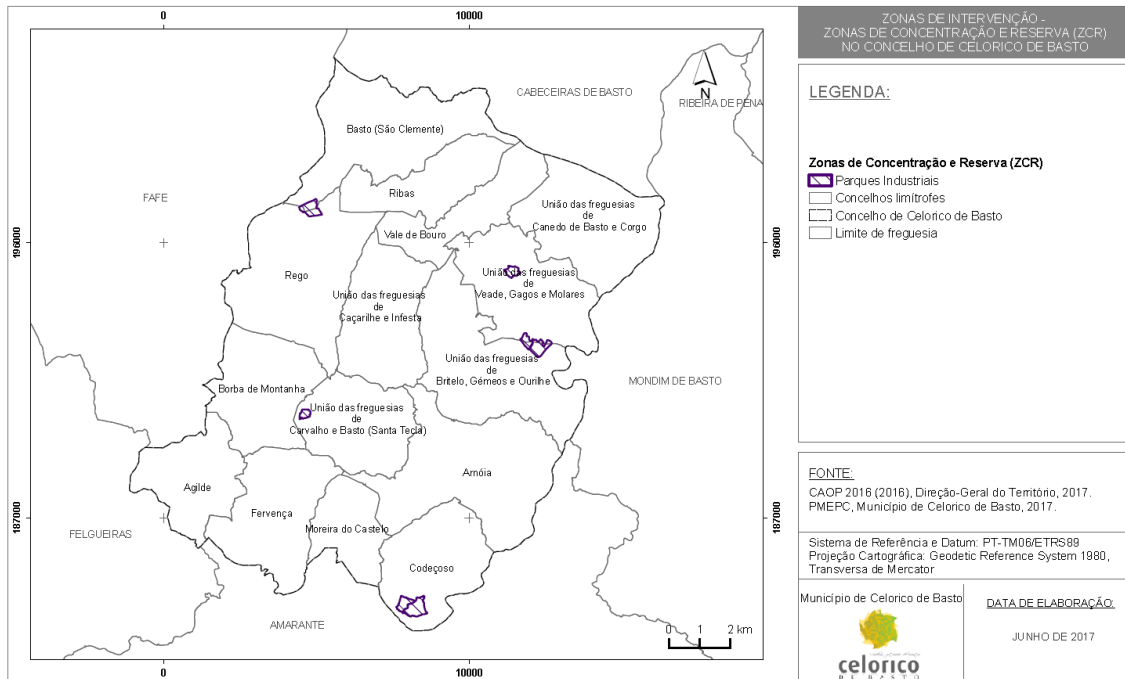 0
10000
ZONAS DE INTERVENÇÃO -
ZONAS DE CONCENTRAÇÃO E RESERVA (ZCR)
NO CONCELHO DE CELORICO DE BASTO
N
CABECEIRAS DE BASTO
RIBEIRA DE PENA
Basto (São Clemente)
FAFE
Ribas
União das freguesias
de
Canedo de Basto e Corgo
Vale de Bouro
196000
196000
Rego
União das freguesias
de
Veade, Gagos e Molares
União das freguesias
de
Caçarilhe e Infesta
União das freguesias
de
Britelo, Gémeos e Ourilhe
MONDIM DE BASTO
Borba de Montanha
União das freguesias
de
Carvalho e Basto (Santa Tecla)
Arnóia
Agilde
Fervença
187000
187000
Moreira do Castelo
FELGUEIRAS
Codeçoso
AMARANTE
0 1 2 km
0
10000
LEGENDA:
Zonas de Concentração e Reserva (ZCR)
Parques Industriais
Concelhos limítrofes
Concelho de Celorico de Basto
Limite de freguesia
FONTE:
CAOP 2016 (2016), Direção-Geral do Território, 2017.
PMEPC, Município de Celorico de Basto, 2017.
Sistema de Referência e Datum: PT-TM06/ETRS89
Projeção Cartográfica: Geodetic Reference System 1980,
Transversa de Mercator
Município de Celorico de Basto
celorico
DE BASTO
DATA DE ELABORAÇÃO:
JUNHO DE 2017